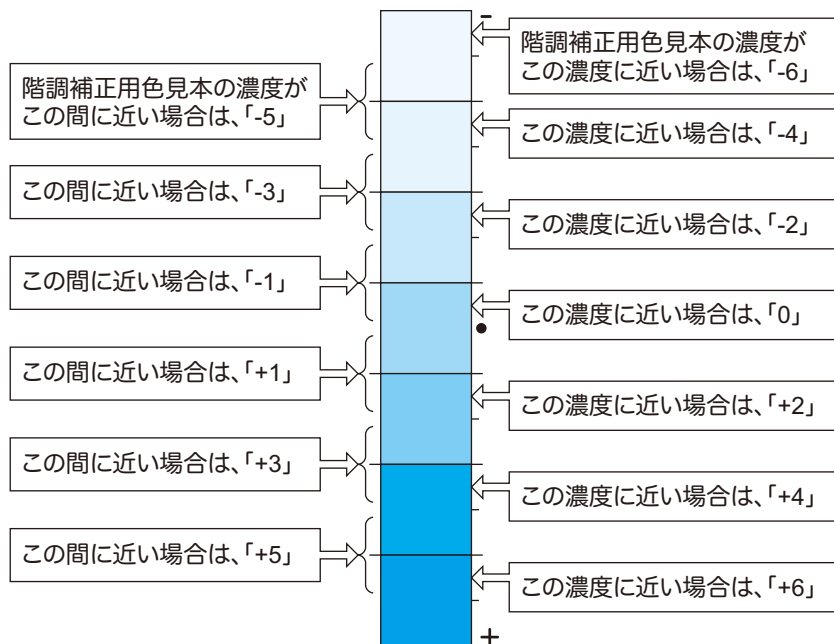 -
階調補正用色見本の濃度が
この濃度に近い場合は、「-6」
階調補正用色見本の濃度が
この間に近い場合は、「-5」
この濃度に近い場合は、「-4」
この間に近い場合は、「-3」
この濃度に近い場合は、「-2」
この間に近い場合は、「-1」
この濃度に近い場合は、「0」
この間に近い場合は、「+1」
この濃度に近い場合は、「+2」
この間に近い場合は、「+3」
この濃度に近い場合は、「+4」
この間に近い場合は、「+5」
この濃度に近い場合は、「+6」
+